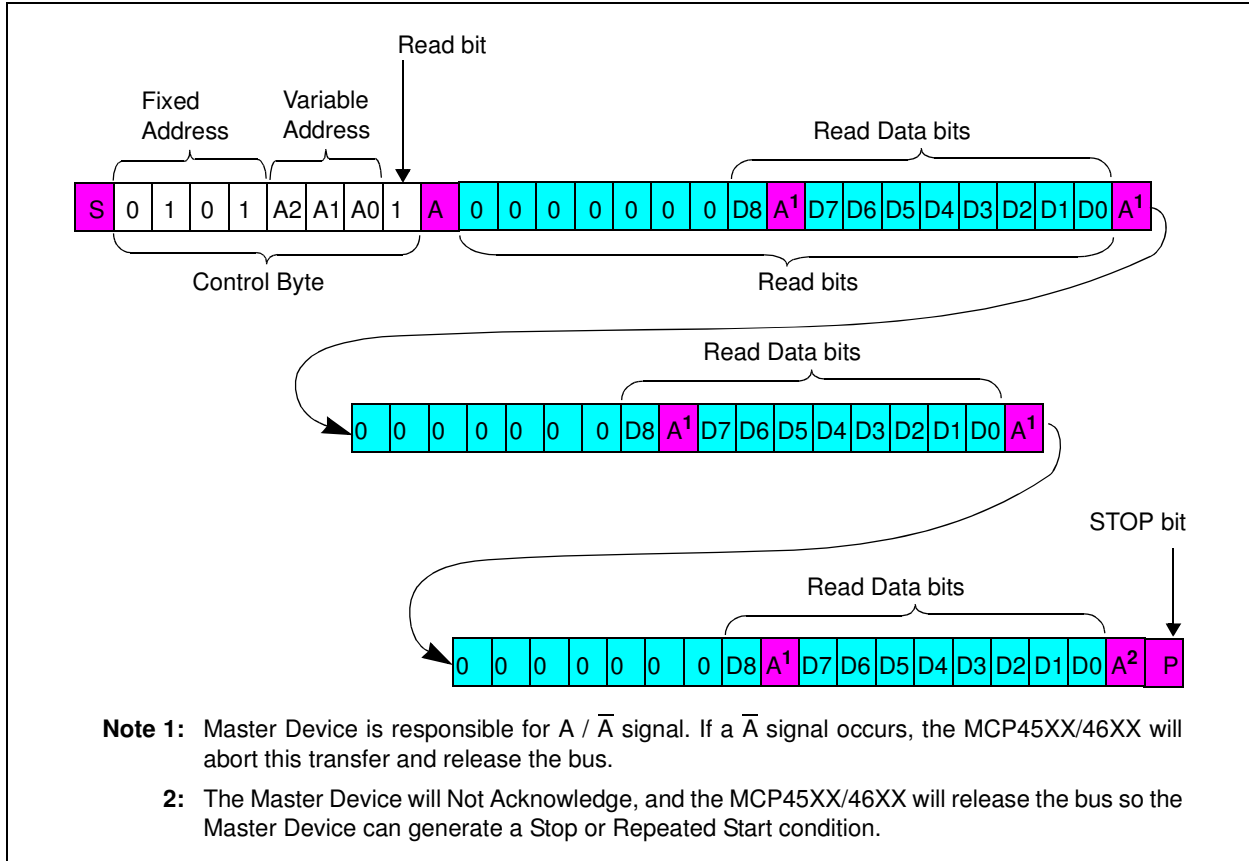 Read bit
Fixed Address
Variable Address
Read Data bits
S 0 1 0 1 A2 A1 A0 1 A 0 0 0 0 0 0 0 D8 A¹ D7 D6 D5 D4 D3 D2 D1 D0 A¹
Control Byte
Read bits
Read Data bits
0 0 0 0 0 0 0 D8 A¹ D7 D6 D5 D4 D3 D2 D1 D0 A¹
STOP bit
Read Data bits
0 0 0 0 0 0 0 D8 A¹ D7 D6 D5 D4 D3 D2 D1 D0 A² P
Note 1: Master Device is responsible for A / A̅ signal. If a A̅ signal occurs, the MCP45XX/46XX will
abort this transfer and release the bus.
2: The Master Device will Not Acknowledge, and the MCP45XX/46XX will release the bus so the
Master Device can generate a Stop or Repeated Start condition.